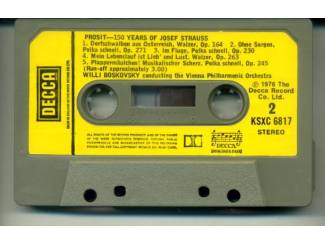 PROSIT—150 YEARS OF JOSEF STRAUSS
1. Dorfschwalben aus Österreich, Walzer, Op. 164 2. Ohne Sorgen,
Polka schnell, Op. 271 3. Im Fluge, Polka schnell, Op. 230
4. Mein Lebenslauf ist Lieb' und Lust, Walzer, Op. 263
5. Plappermäulchen! Musikalischer Scherz, Polka schnell, Op. 245
(Run-off approximately 3.00)
WILLI BOSKOVSKY conducting the Vienna Philharmonic Orchestra
DECCA
℗ 1976 The
Decca Record
Co. Ltd.
2
KSXC 6817
STEREO
DECCA